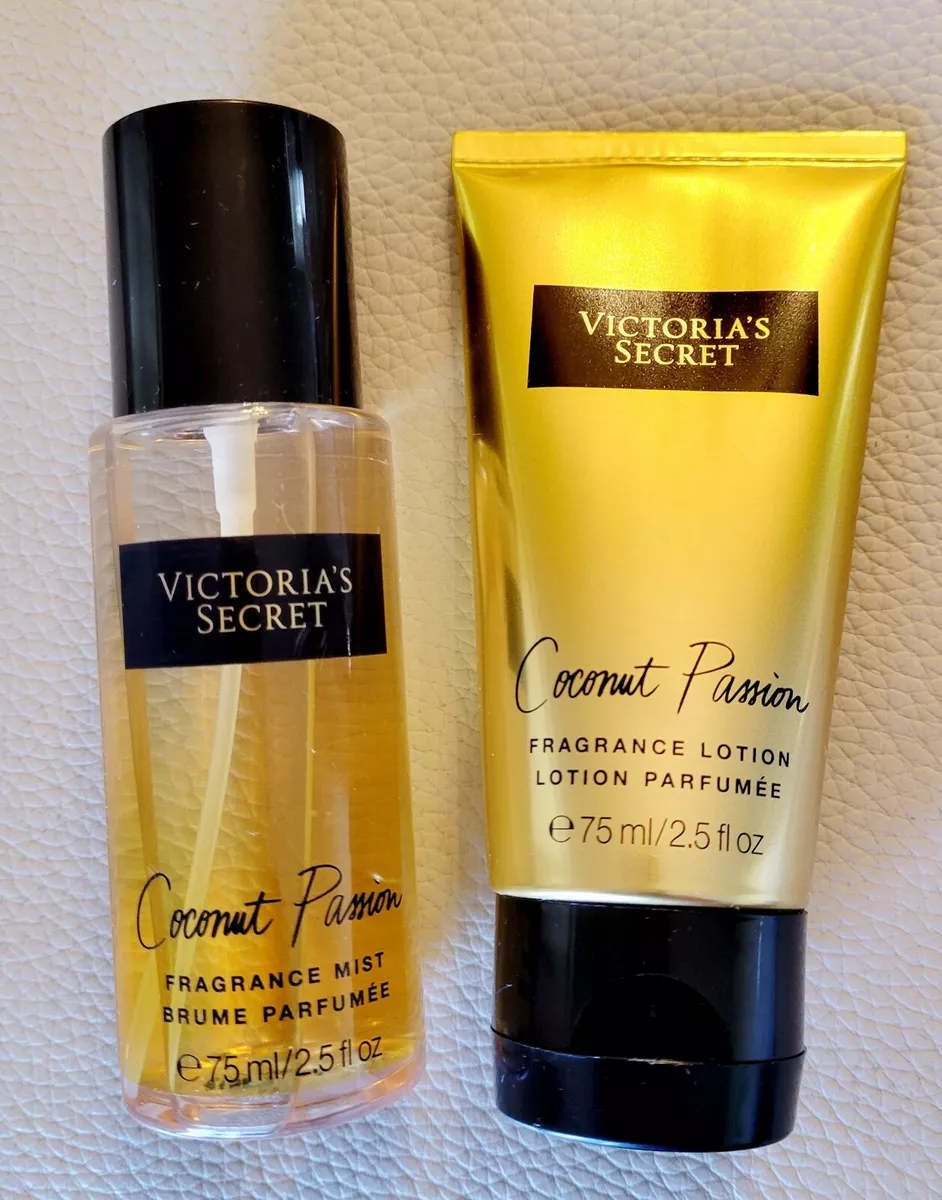 VICTORIA'S
SECRET
Coconut Passion
FRAGRANCE MIST
BRUME PARFUMÉE
℮75 ml/2.5 fl oz
VICTORIA'S
SECRET
Coconut Passion
FRAGRANCE LOTION
LOTION PARFUMÉE
℮75 ml/2.5 fl oz